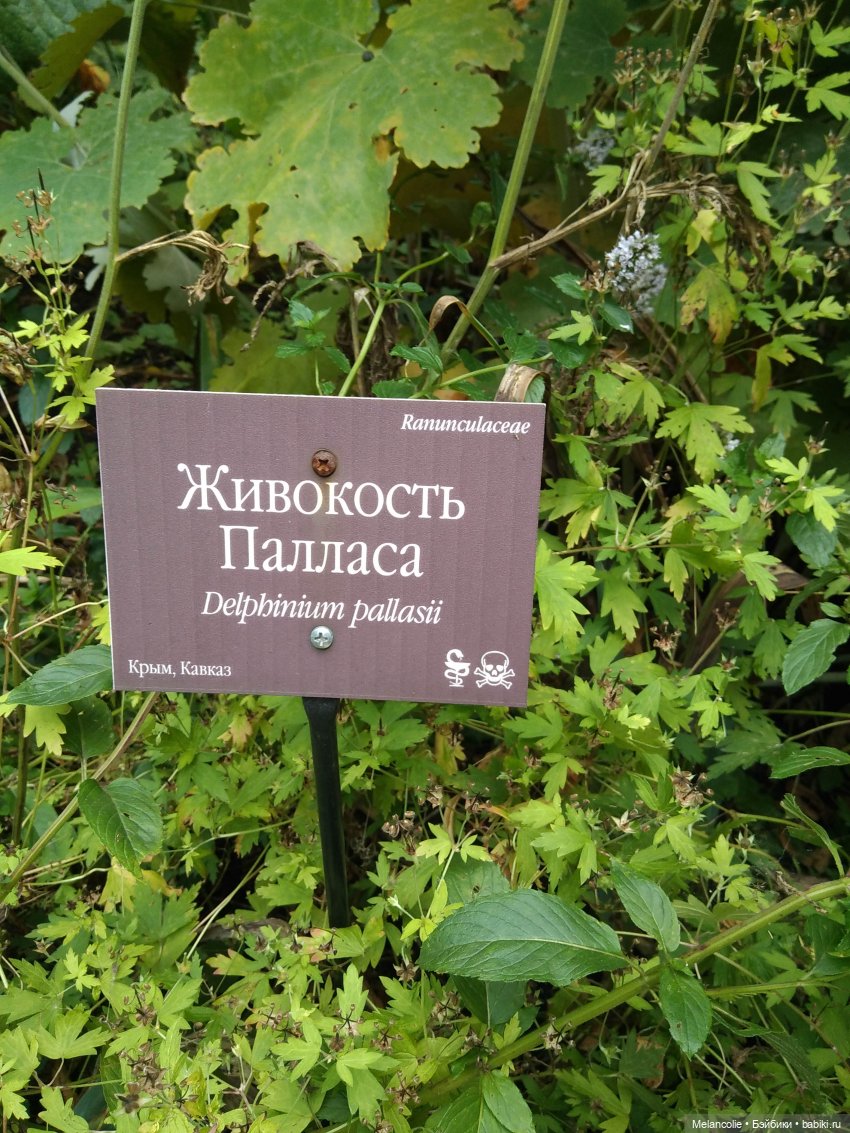 Ranunculaceae
Живокость
Палласа
Delphinium pallasii
Крым, Кавказ
Melancolie • Бэйбики • babiki.ru